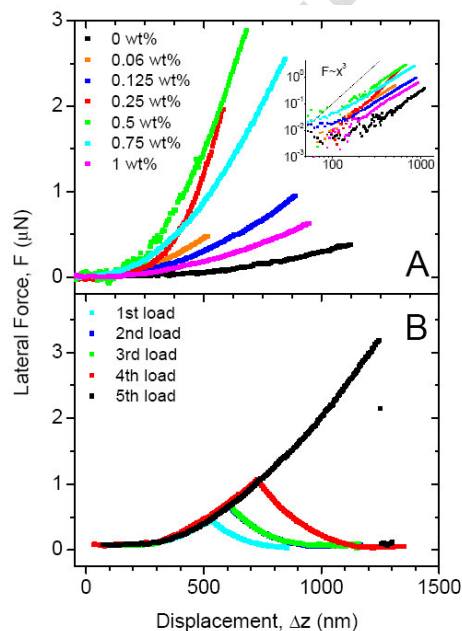 Lateral Force, F (μN)
3
2
1
0
0 wt%
0.06 wt%
0.125 wt%
0.25 wt%
0.5 wt%
0.75 wt%
1 wt%
F~x³
10⁰
10⁻¹
10⁻²
10⁻³
100
1000
A
B
1st load
2nd load
3rd load
4th load
5th load
3
2
1
0
0
500
1000
1500
Displacement, Δz (nm)